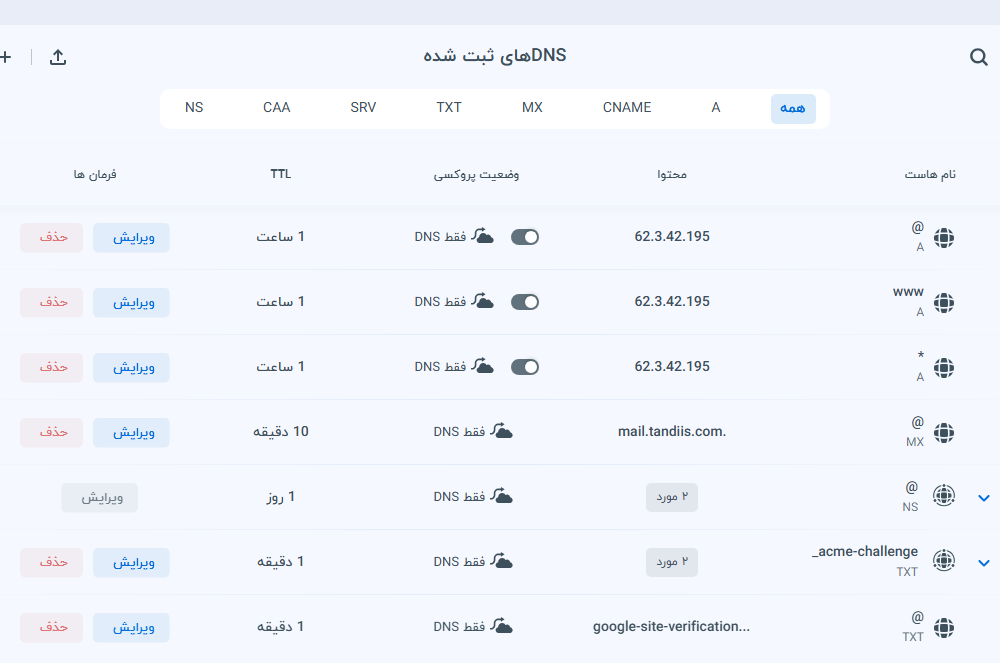 DNSهای ثبت شده
همه A CNAME MX TXT SRV CAA NS
نام هاست محتوا وضعیت پروکسی TTL فرمان ها
@ 62.3.42.195 فقط DNS 1 ساعت ویرایش حذف
A
www 62.3.42.195 فقط DNS 1 ساعت ویرایش حذف
A
* 62.3.42.195 فقط DNS 1 ساعت ویرایش حذف
A
@ mail.tandiis.com. فقط DNS 10 دقیقه ویرایش حذف
MX
@ ۲ مورد فقط DNS 1 روز ویرایش
NS
_acme-challenge ۲ مورد فقط DNS 1 دقیقه ویرایش حذف
TXT
@ google-site-verification... فقط DNS 1 دقیقه ویرایش حذف
TXT